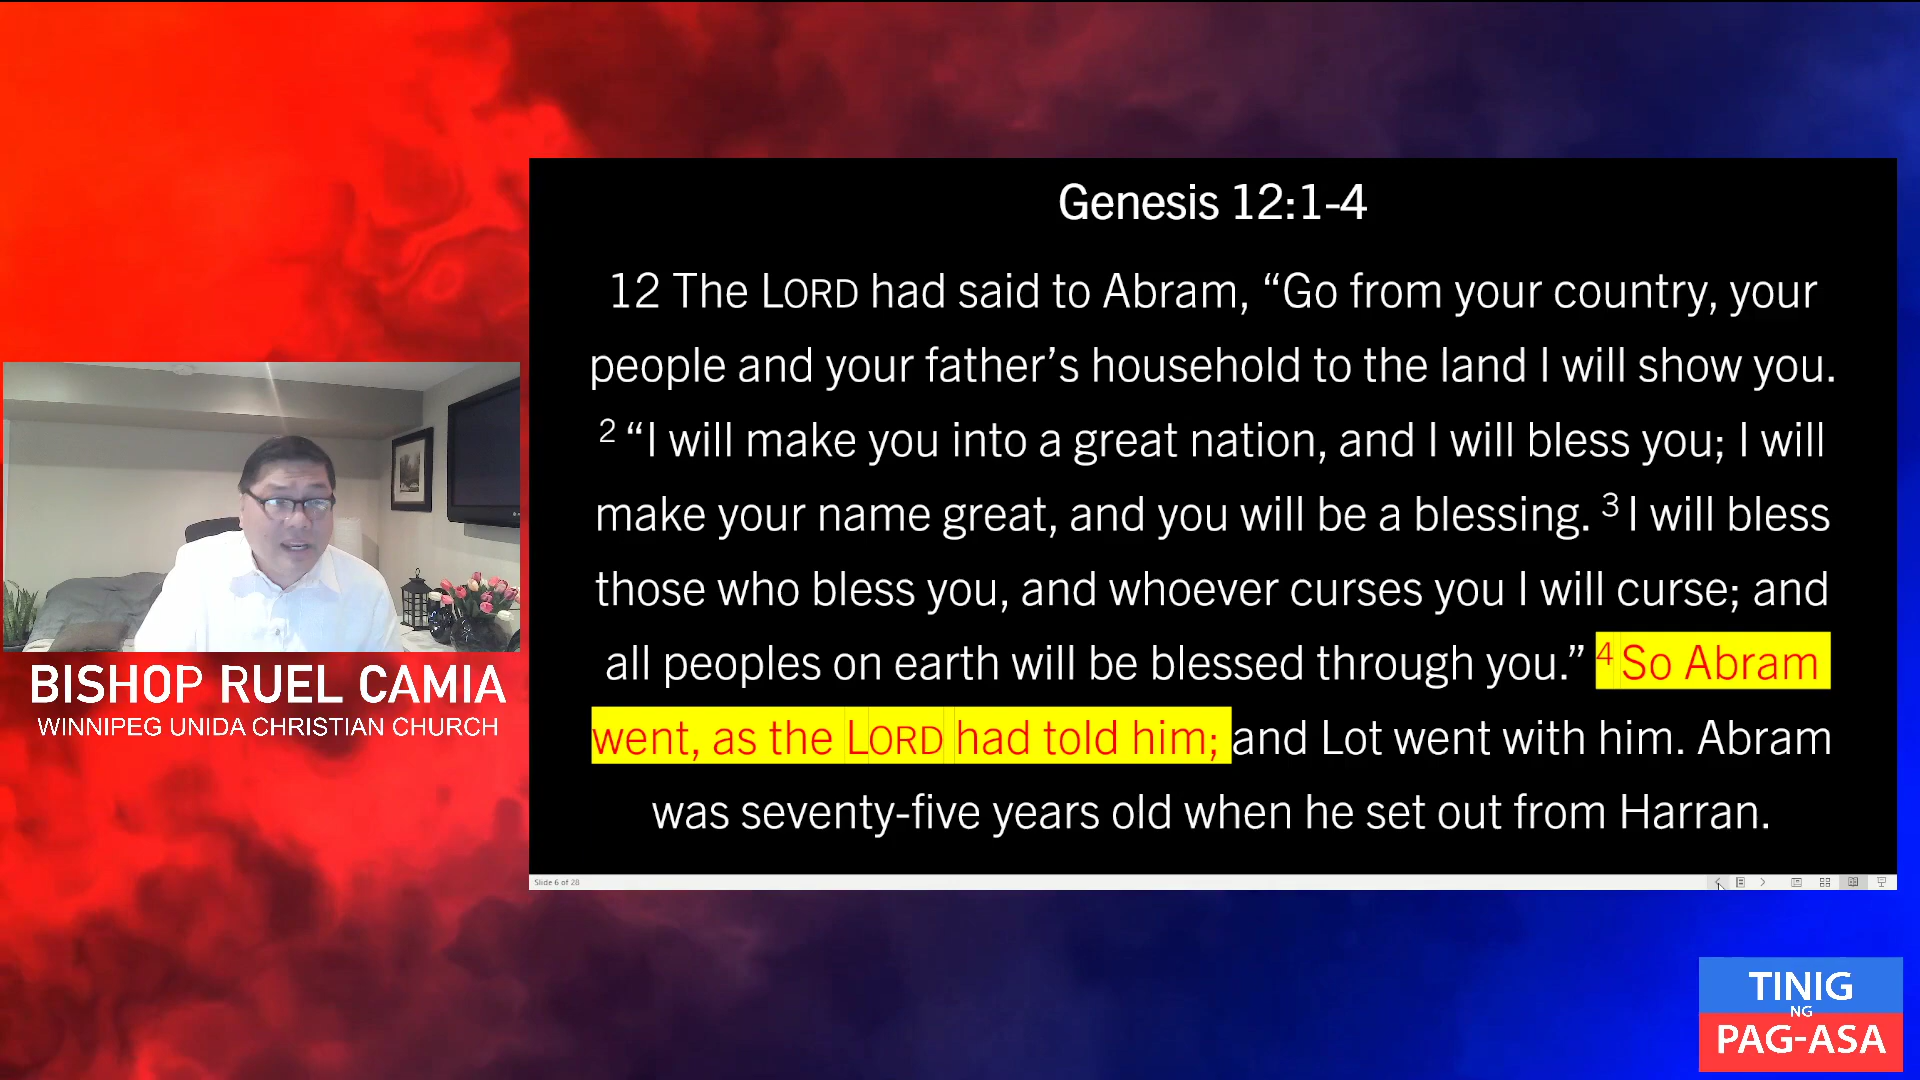 Genesis 12:1-4
12 The LORD had said to Abram, “Go from your country, your
people and your father’s household to the land I will show you.
2 “I will make you into a great nation, and I will bless you; I will
make your name great, and you will be a blessing. 3 I will bless
those who bless you, and whoever curses you I will curse; and
all peoples on earth will be blessed through you.” 4 So Abram
went, as the LORD had told him; and Lot went with him. Abram
was seventy-five years old when he set out from Harran.
Slide 6 of 28
BISHOP RUEL CAMIA
WINNIPEG UNIDA CHRISTIAN CHURCH
TINIG
NG
PAG-ASA